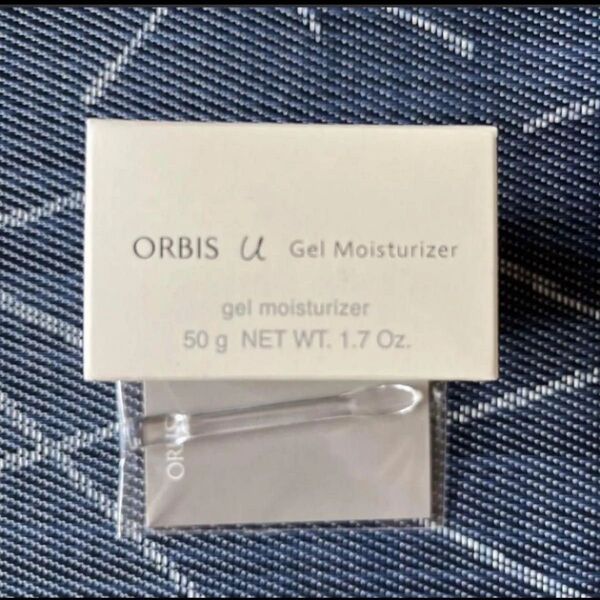 ORBIS u Gel Moisturizer
gel moisturizer
50 g NET WT. 1.7 Oz.
ORBIS